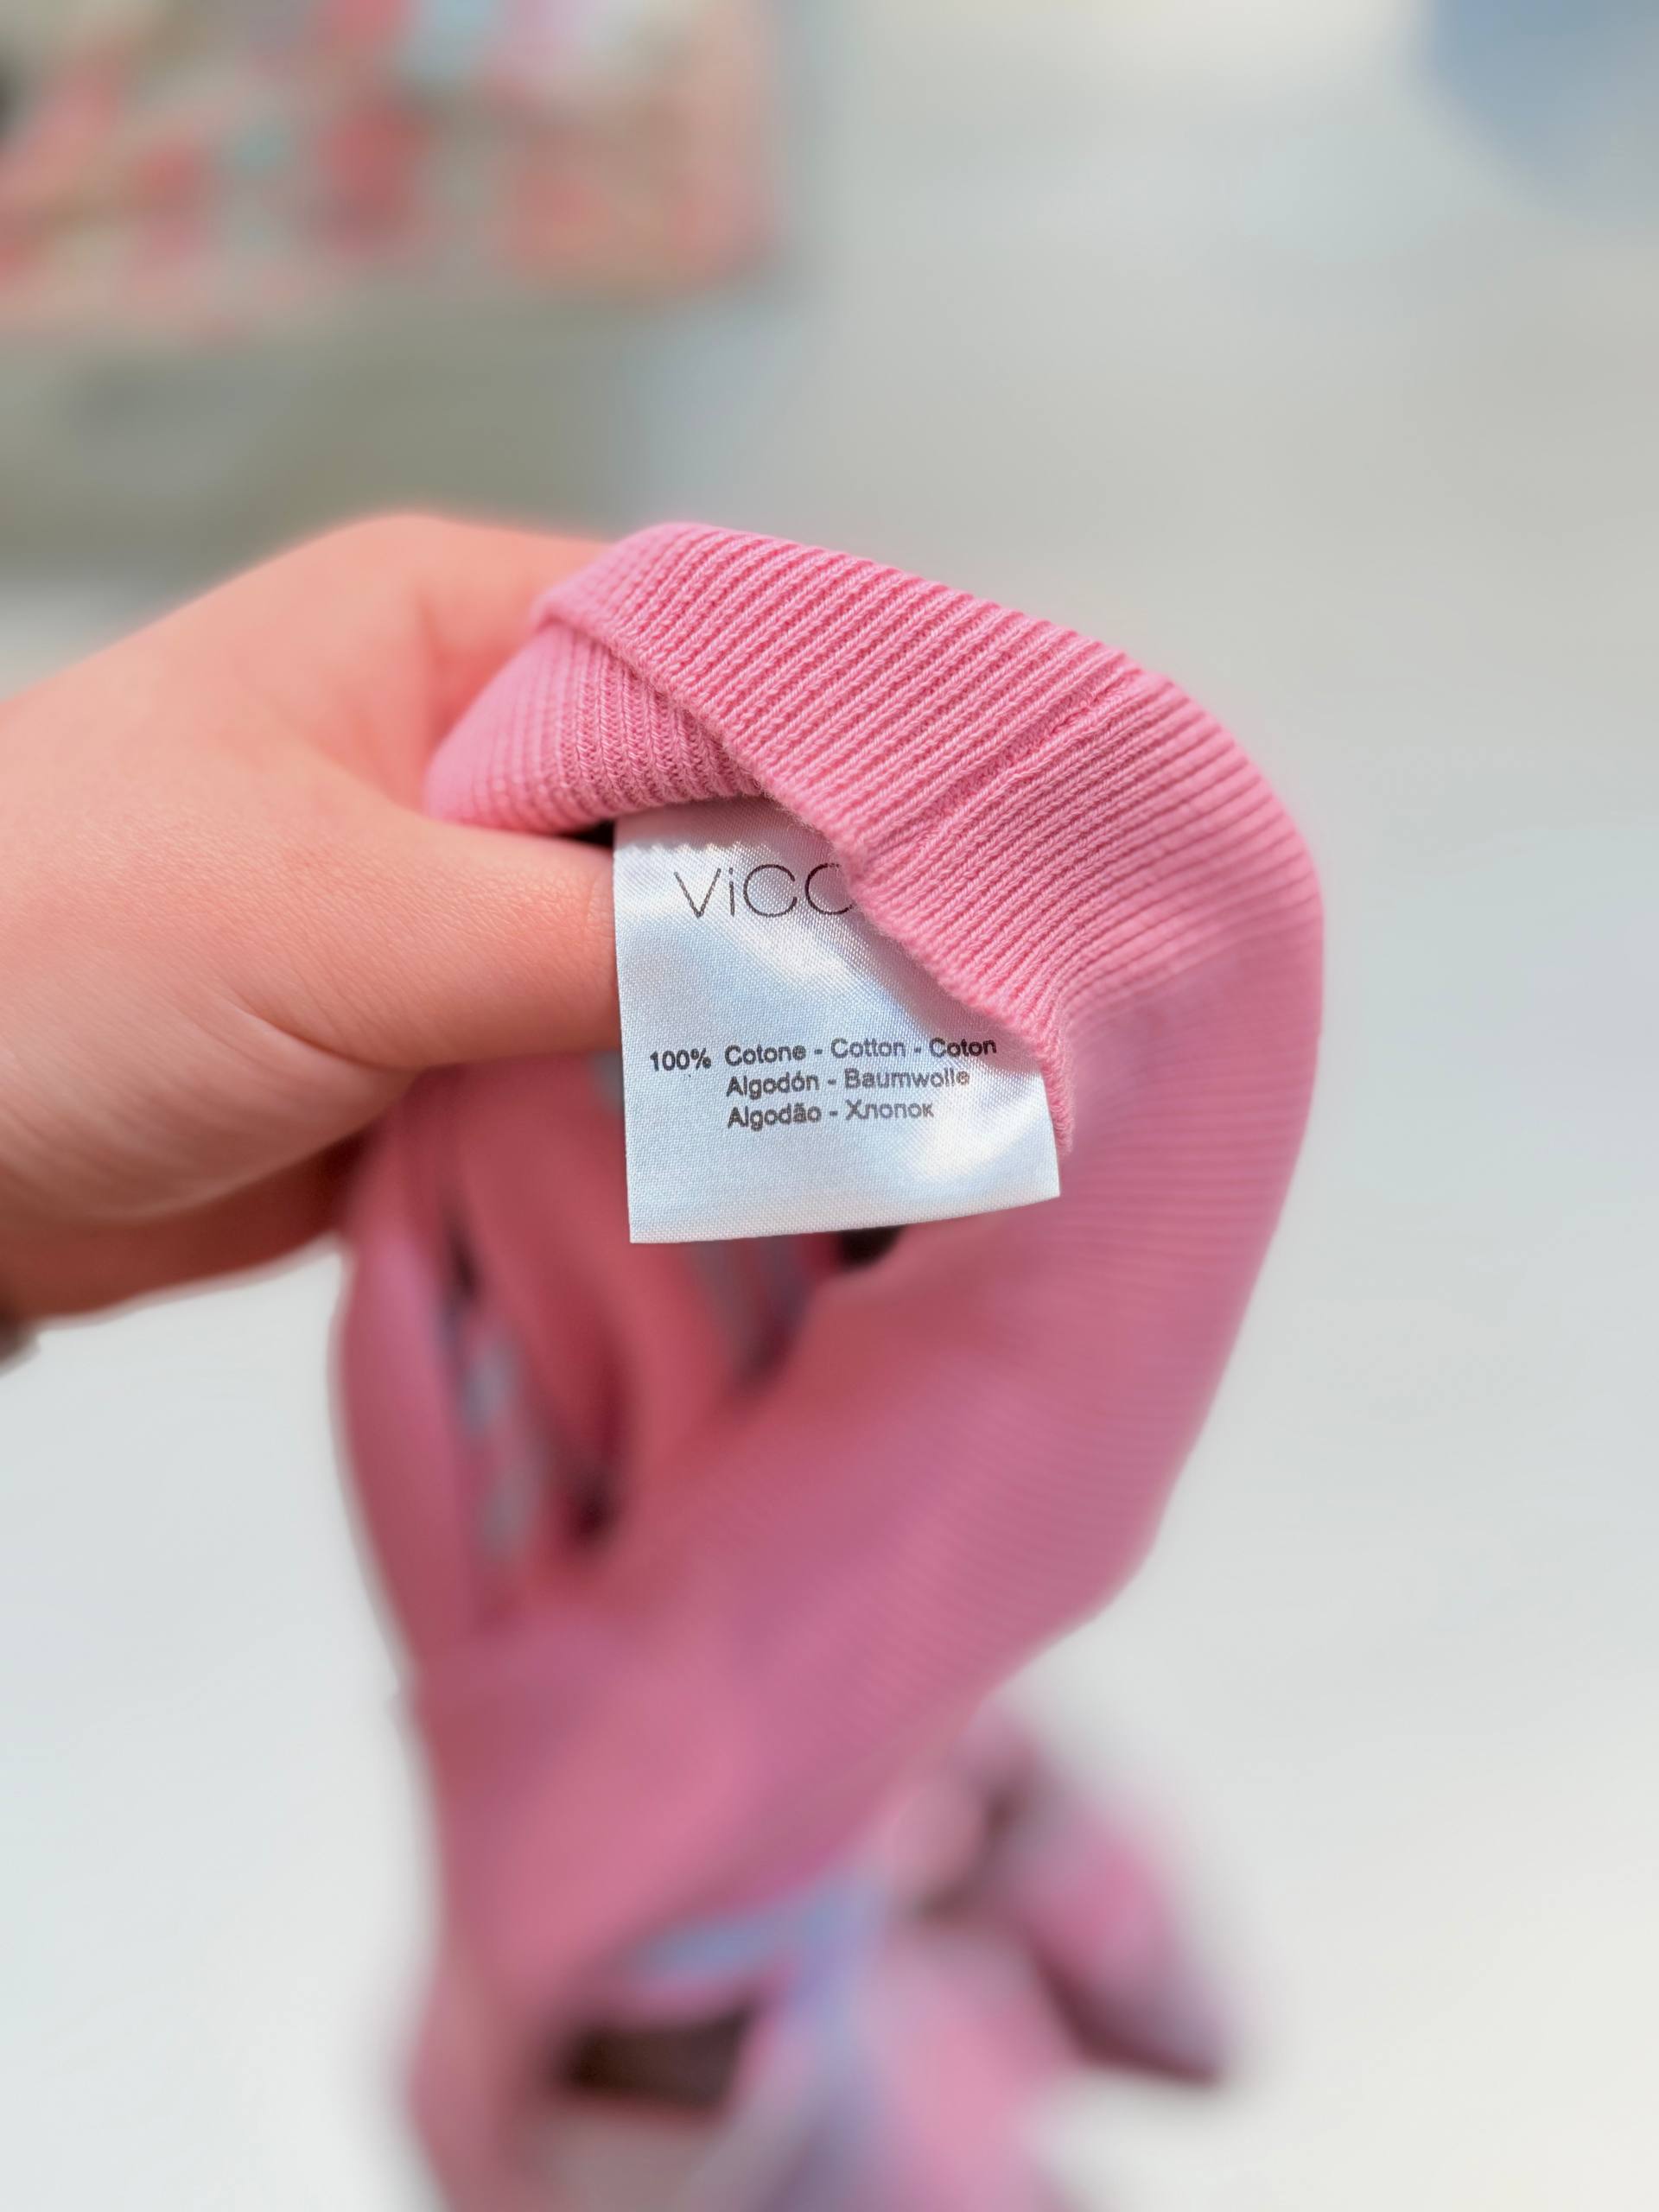 ViCC
100% Cotone - Cotton - Coton
Algodón - Baumwolle
Algodão - Хлопок